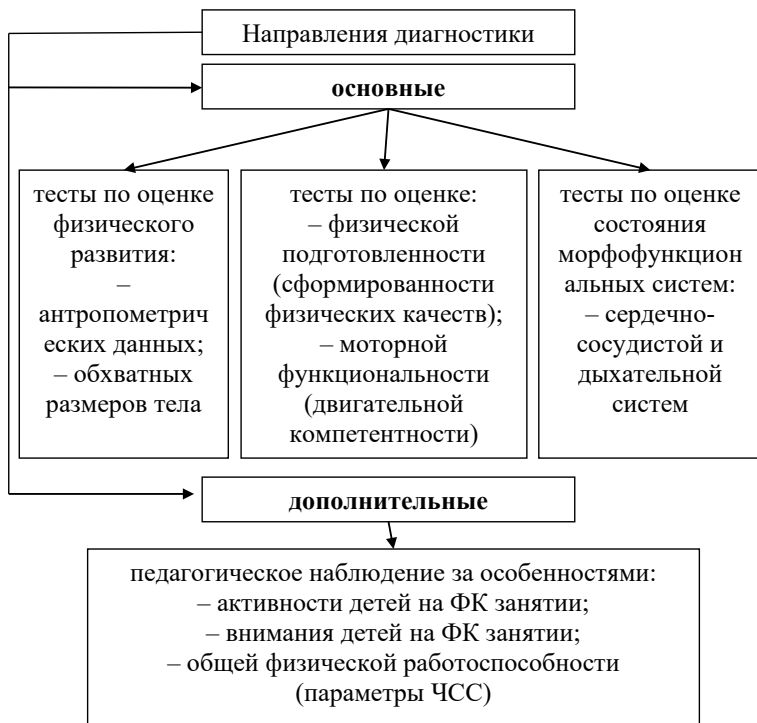 Направления диагностики
основные
тесты по оценке
физического
развития:
–
антропометрич
еских данных;
– обхватных
размеров тела
тесты по оценке:
– физической
подготовленности
(сформированности
физических качеств);
– моторной
функциональности
(двигательной
компетентности)
тесты по оценке
состояния
морфофункцион
альных систем:
– сердечно-
сосудистой и
дыхательной
систем
дополнительные
педагогическое наблюдение за особенностями:
– активности детей на ФК занятии;
– внимания детей на ФК занятии;
– общей физической работоспособности
(параметры ЧСС)